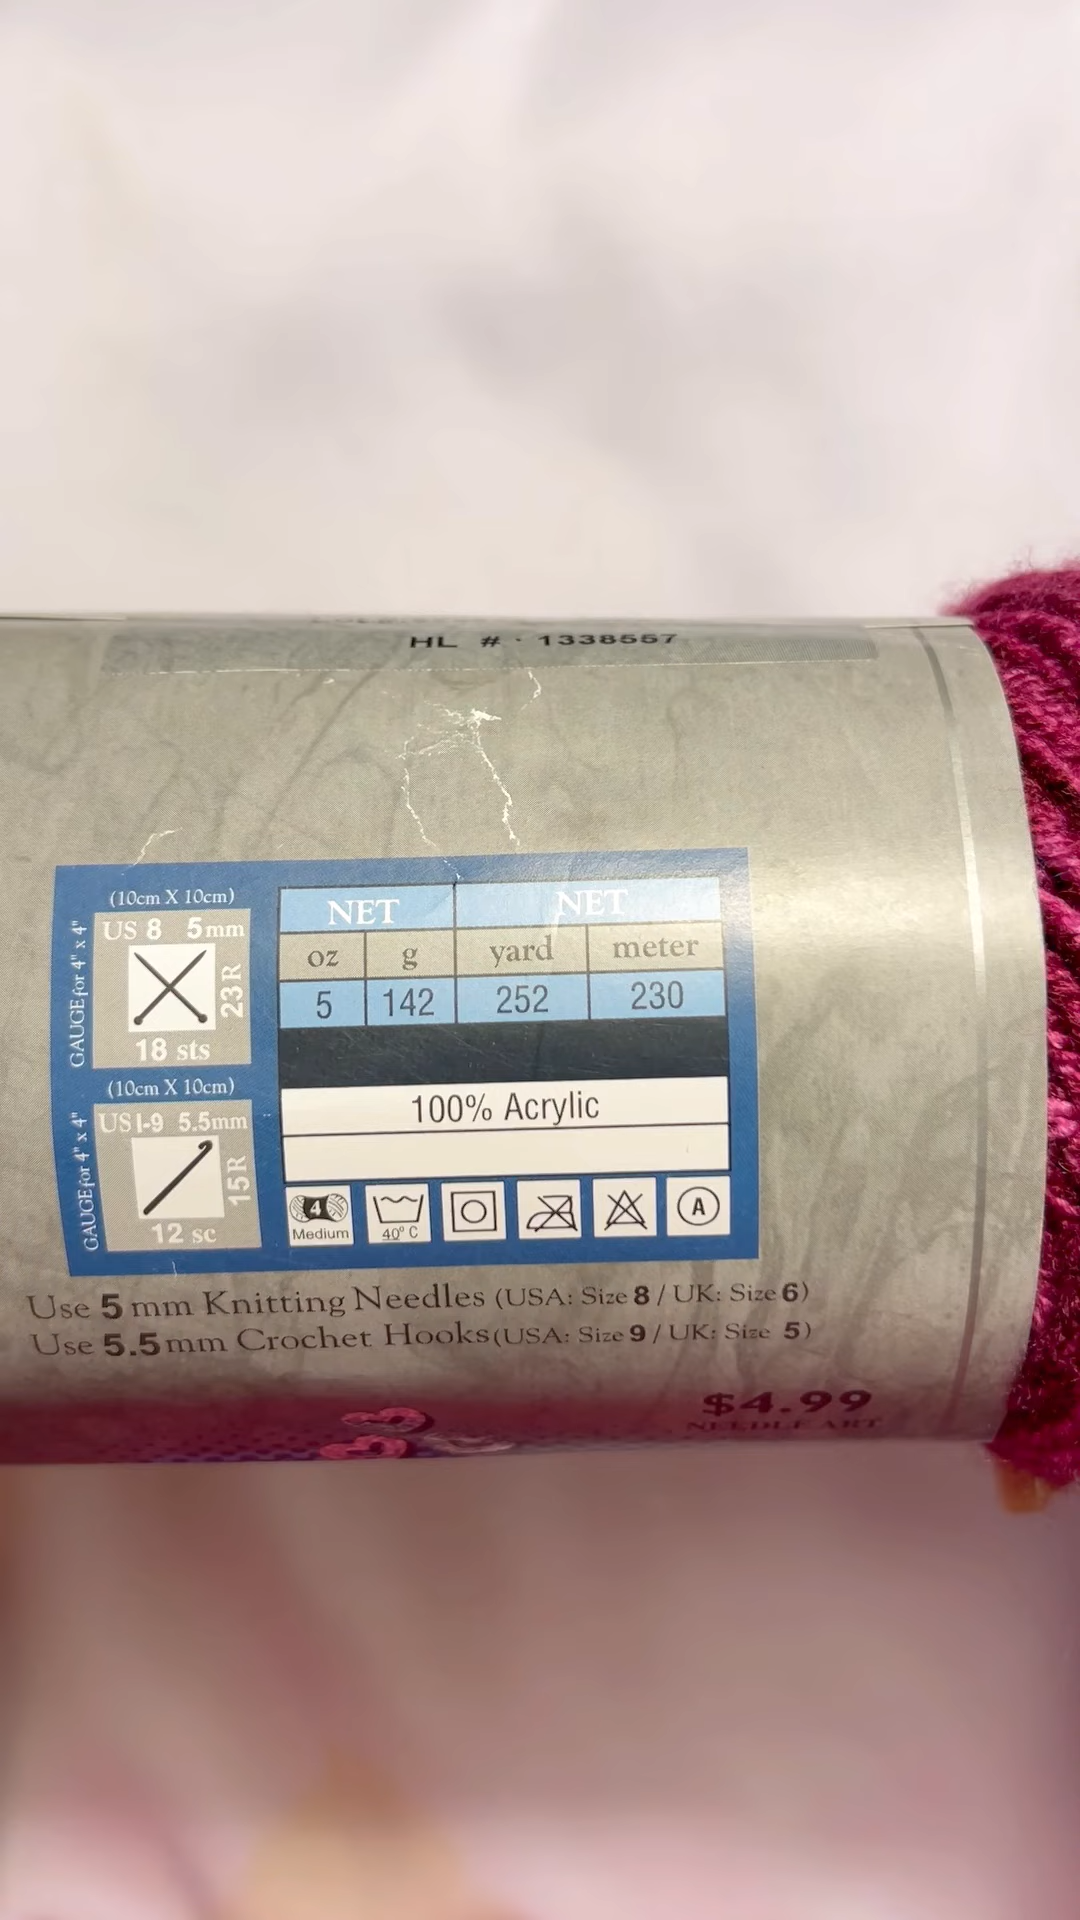 HL # · 1338557
(10cm X 10cm)
GAUGE for 4" x 4"
US 8 5mm
23R
18 sts
(10cm X 10cm)
GAUGE for 4" x 4"
US I-9 5.5mm
15R
12 sc
NET NET
oz g yard meter
5 142 252 230
100% Acrylic
4
Medium
40° C
A
Use 5 mm Knitting Needles (USA: Size 8 / UK: Size 6)
Use 5.5 mm Crochet Hooks (USA: Size 9 / UK: Size 5)
$4.99
NEEDLE ART